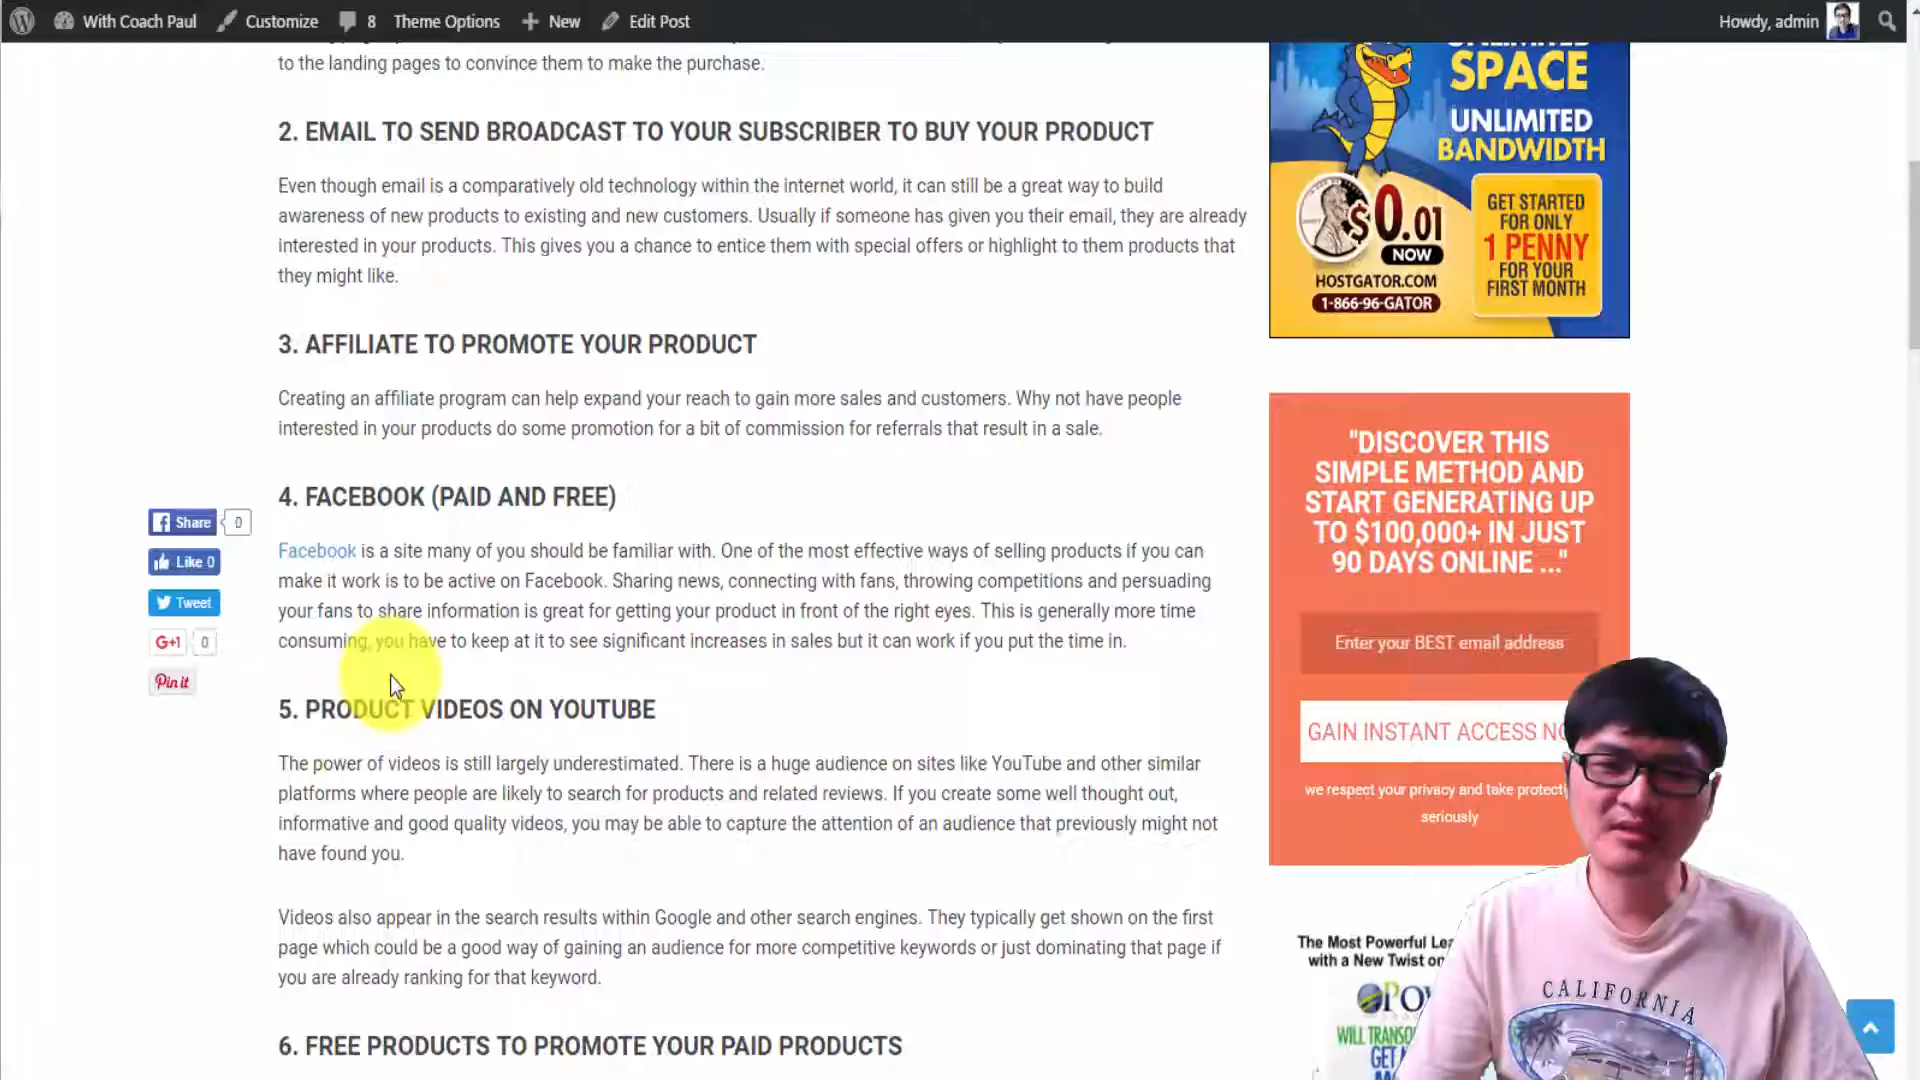 With Coach Paul
Customize
8
Theme Options
New
Edit Post
Howdy, admin
to the landing pages to convince them to make the purchase.
2. EMAIL TO SEND BROADCAST TO YOUR SUBSCRIBER TO BUY YOUR PRODUCT
Even though email is a comparatively old technology within the internet world, it can still be a great way to build
awareness of new products to existing and new customers. Usually if someone has given you their email, they are already
interested in your products. This gives you a chance to entice them with special offers or highlight to them products that
they might like.
3. AFFILIATE TO PROMOTE YOUR PRODUCT
Creating an affiliate program can help expand your reach to gain more sales and customers. Why not have people
interested in your products do some promotion for a bit of commission for referrals that result in a sale.
4. FACEBOOK (PAID AND FREE)
Facebook is a site many of you should be familiar with. One of the most effective ways of selling products if you can
make it work is to be active on Facebook. Sharing news, connecting with fans, throwing competitions and persuading
your fans to share information is great for getting your product in front of the right eyes. This is generally more time
consuming, you have to keep at it to see significant increases in sales but it can work if you put the time in.
5. PRODUCT VIDEOS ON YOUTUBE
The power of videos is still largely underestimated. There is a huge audience on sites like YouTube and other similar
platforms where people are likely to search for products and related reviews. If you create some well thought out,
informative and good quality videos, you may be able to capture the attention of an audience that previously might not
have found you.
Videos also appear in the search results within Google and other search engines. They typically get shown on the first
page which could be a good way of gaining an audience for more competitive keywords or just dominating that page if
you are already ranking for that keyword.
6. FREE PRODUCTS TO PROMOTE YOUR PAID PRODUCTS
Share
0
Like 0
Tweet
G+1
0
Pin it
UNLIMITED
SPACE
UNLIMITED
BANDWIDTH
$0.01
NOW
HOSTGATOR.COM
1-866-96-GATOR
GET STARTED
FOR ONLY
1 PENNY
FOR YOUR
FIRST MONTH
"DISCOVER THIS
SIMPLE METHOD AND
START GENERATING UP
TO $100,000+ IN JUST
90 DAYS ONLINE ..."
Enter your BEST email address
GAIN INSTANT ACCESS
we respect your privacy and take
seriously
The Most Powerful
with a New Twist
WILL
GET
CALIFORNIA